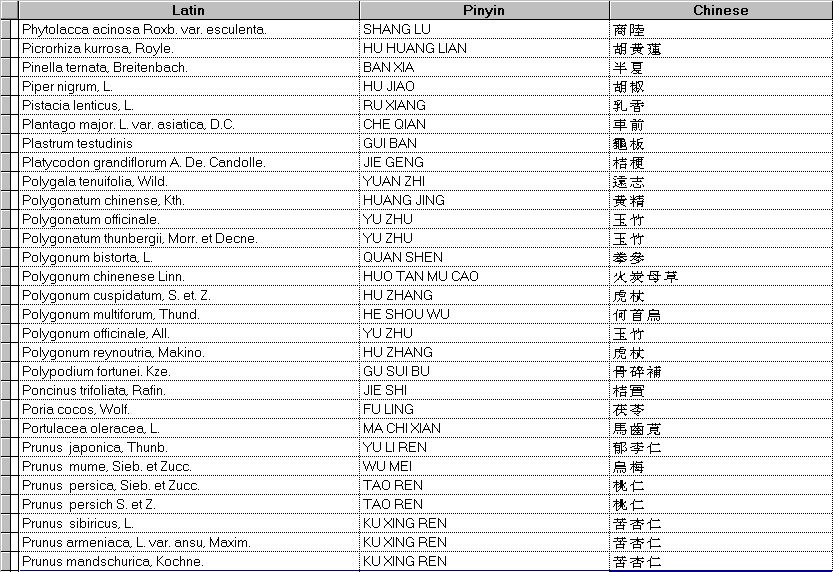 Latin Pinyin Chinese
Phytolacca acinosa Roxb. var. esculenta. SHANG LU 商陸
Picrorhiza kurrosa, Royle. HU HUANG LIAN 胡黃蓮
Pinella ternata, Breitenbach. BAN XIA 半夏
Piper nigrum, L. HU JIAO 胡椒
Pistacia lenticus, L. RU XIANG 乳香
Plantago major. L. var. asiatica, D.C. CHE QIAN 車前
Plastrum testudinis GUI BAN 龜板
Platycodon grandiflorum A. De. Candolle. JIE GENG 桔梗
Polygala tenuifolia, Wild. YUAN ZHI 遠志
Polygonatum chinense, Kth. HUANG JING 黃精
Polygonatum officinale. YU ZHU 玉竹
Polygonatum thunbergii, Morr. et Decne. YU ZHU 玉竹
Polygonum bistorta, L. QUAN SHEN 拳參
Polygonum chinenese Linn. HUO TAN MU CAO 火炭母草
Polygonum cuspidatum, S. et. Z. HU ZHANG 虎杖
Polygonum multiforum, Thund. HE SHOU WU 何首烏
Polygonum officinale, All. YU ZHU 玉竹
Polygonum reynoutria, Makino. HU ZHANG 虎杖
Polypodium fortunei. Kze. GU SUI BU 骨碎補
Poncinus trifoliata, Rafin. JIE SHI 桔實
Poria cocos, Wolf. FU LING 茯苓
Portulacea oleracea, L. MA CHI XIAN 馬齒莧
Prunus japonica, Thunb. YU LI REN 郁李仁
Prunus mume, Sieb. et Zucc. WU MEI 烏梅
Prunus persica, Sieb. et Zucc. TAO REN 桃仁
Prunus persich S. et Z. TAO REN 桃仁
Prunus sibiricus, L. KU XING REN 苦杏仁
Prunus armeniaca, L. var. ansu, Maxim. KU XING REN 苦杏仁
Prunus mandschurica, Kochne. KU XING REN 苦杏仁